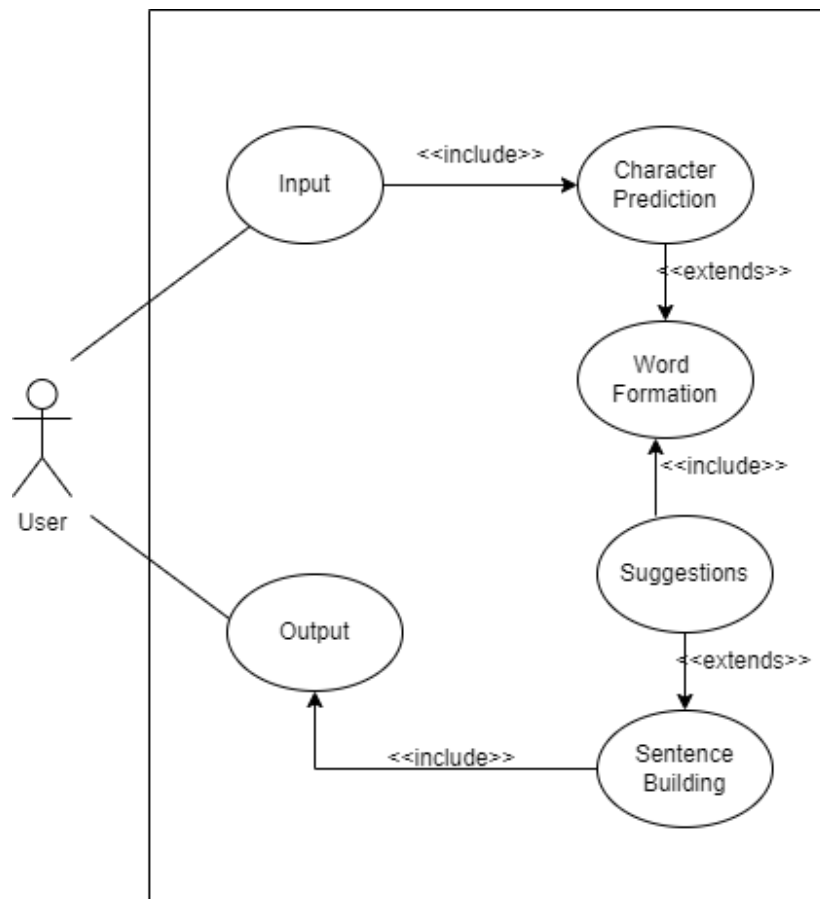 Input
<<include>>
Character
Prediction
<<extends>>
Word
Formation
<<include>>
User
Suggestions
Output
<<extends>>
<<include>>
Sentence
Building